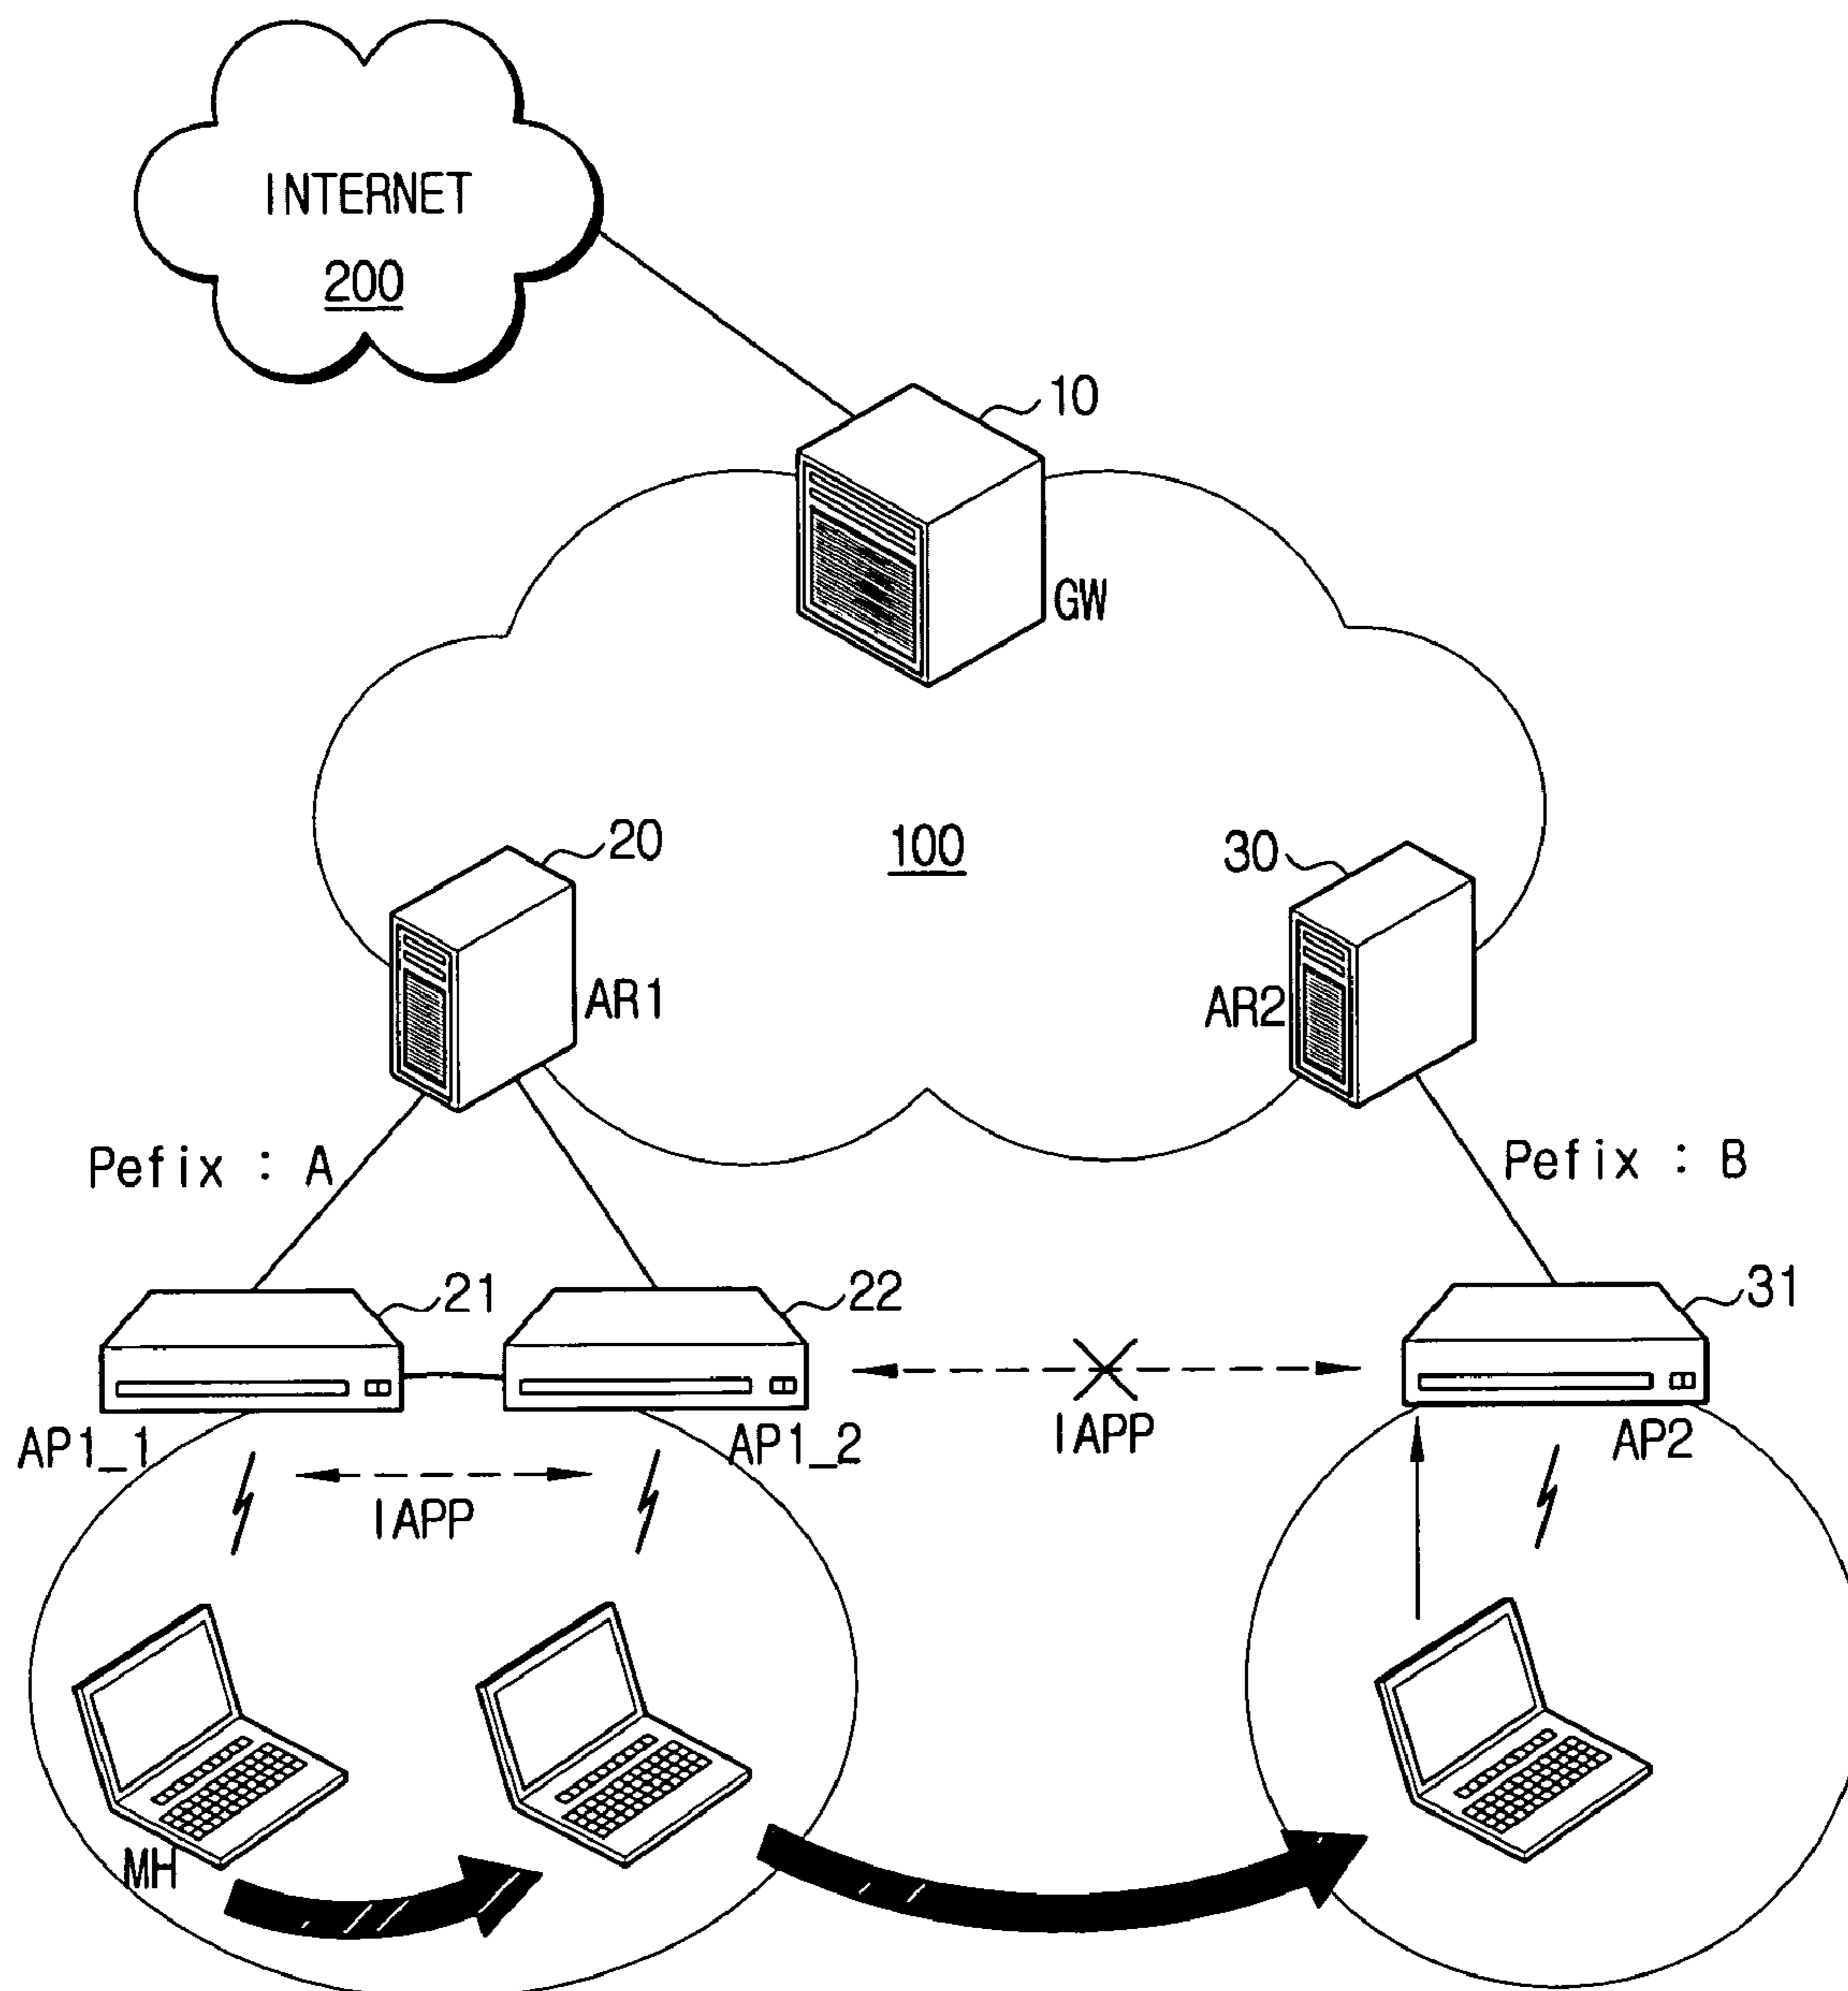 INTERNET
200
10
GW
20
100
30
AR1
AR2
Pefix : A
Pefix : B
21
22
31
AP1_1
AP1_2
IAPP
AP2
IAPP
MH